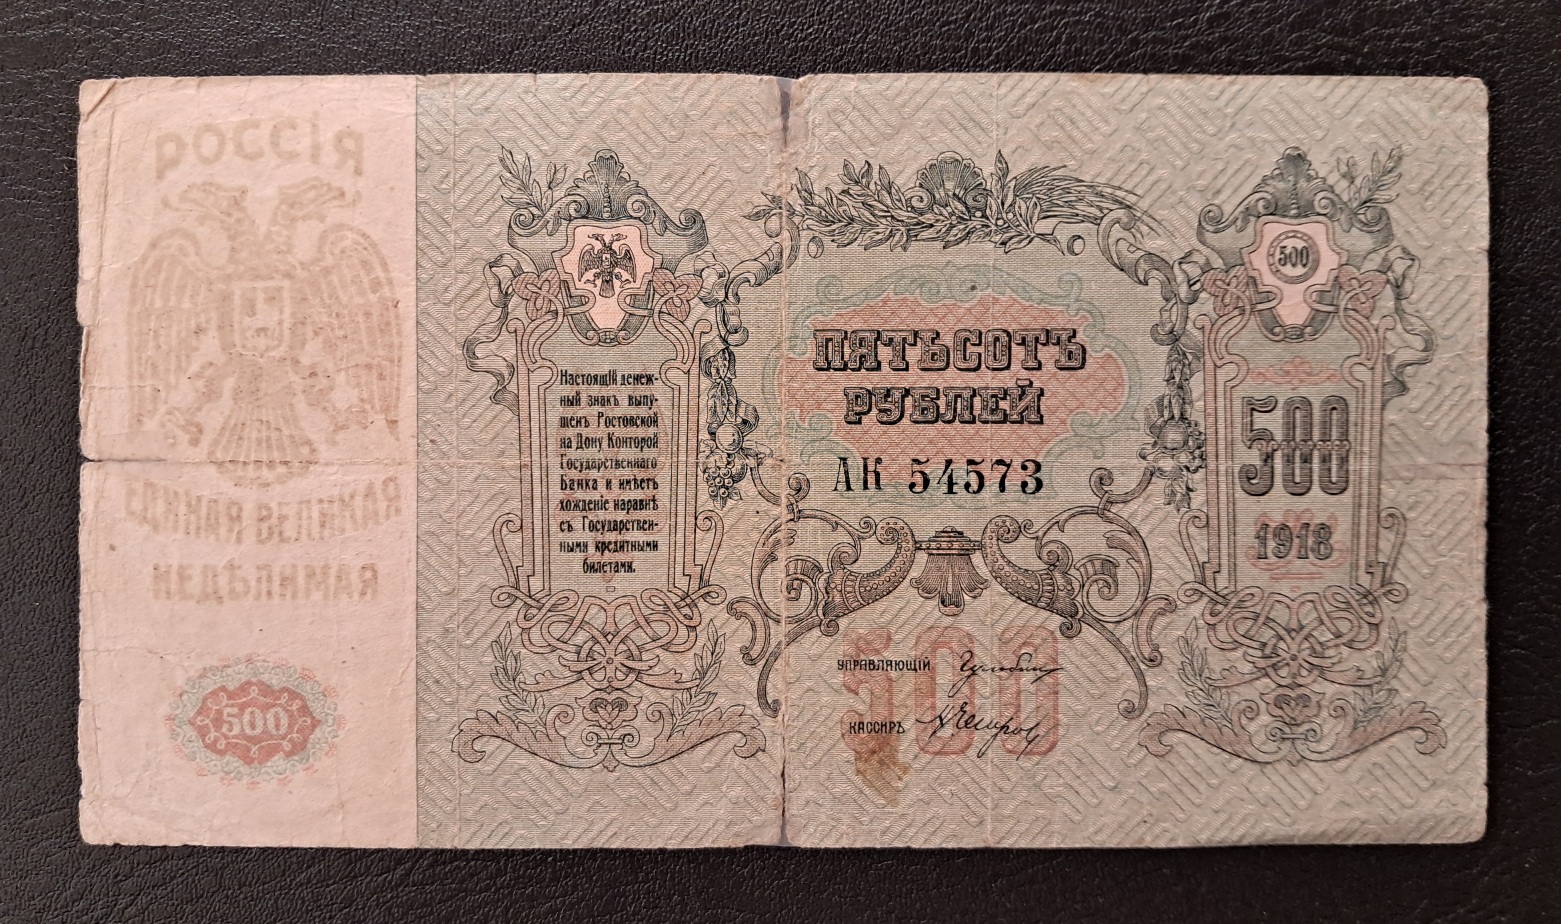 РОССІЯ
ЕДИНАЯ ВЕЛИКАЯ
НЕДѢЛИМАЯ
500
Настоящій денеж-
ный знакъ выпу-
щенъ Ростовской
на Дону Конторой
Государственнаго
Банка и имѣетъ
хожденіе наравнѣ
съ Государствен-
ными кредитными
билетами.
ПЯТЬСОТЪ
РУБЛЕЙ
АК 54573
500
УПРАВЛЯЮЩІЙ
КАССИРЪ
500
500
1918